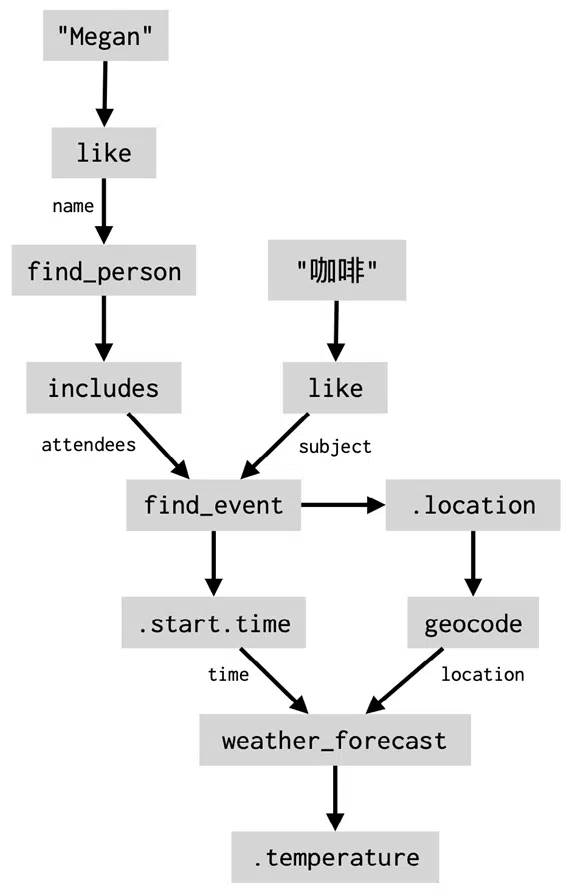 "Megan"
like
name
find_person
"咖啡"
includes
like
attendees
subject
find_event
.location
.start.time
geocode
time
location
weather_forecast
.temperature